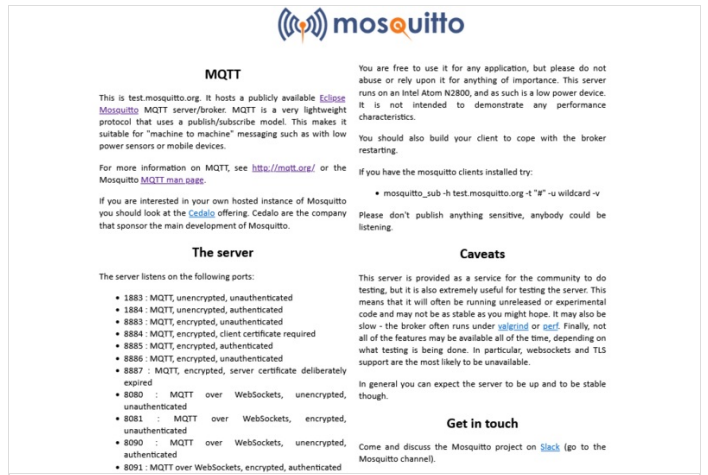 mosquitto
MQTT
This is test.mosquitto.org. It hosts a publicly available Eclipse
Mosquitto MQTT server/broker. MQTT is a very lightweight
protocol that uses a publish/subscribe model. This makes it
suitable for "machine to machine" messaging such as with low
power sensors or mobile devices.
For more information on MQTT, see http://mqtt.org/ or the
Mosquitto MQTT man page.
If you are interested in your own hosted instance of Mosquitto
you should look at the Cedalo offering. Cedalo are the company
that sponsor the main development of Mosquitto.
The server
The server listens on the following ports:
• 1883 : MQTT, unencrypted, unauthenticated
• 1884 : MQTT, unencrypted, authenticated
• 8883 : MQTT, encrypted, unauthenticated
• 8884 : MQTT, encrypted, client certificate required
• 8885 : MQTT, encrypted, authenticated
• 8886 : MQTT, encrypted, unauthenticated
• 8887 : MQTT, encrypted, server certificate deliberately
expired
• 8080 : MQTT over WebSockets, unencrypted,
unauthenticated
• 8081 : MQTT over WebSockets, encrypted,
unauthenticated
• 8090 : MQTT over WebSockets, unencrypted,
authenticated
• 8091 : MQTT over WebSockets, encrypted, authenticated
You are free to use it for any application, but please do not
abuse or rely upon it for anything of importance. This server
runs on an Intel Atom N2800, and as such is a low power device.
It is not intended to demonstrate any performance
characteristics.
You should also build your client to cope with the broker
restarting.
If you have the mosquitto clients installed try:
• mosquitto_sub -h test.mosquitto.org -t "#" -u wildcard -v
Please don't publish anything sensitive, anybody could be
listening.
Caveats
This server is provided as a service for the community to do
testing, but it is also extremely useful for testing the server. This
means that it will often be running unreleased or experimental
code and may not be as stable as you might hope. It may also be
slow - the broker often runs under valgrind or perf. Finally, not
all of the features may be available all of the time, depending on
what testing is being done. In particular, websockets and TLS
support are the most likely to be unavailable.
In general you can expect the server to be up and to be stable
though.
Get in touch
Come and discuss the Mosquitto project on Slack (go to the
Mosquitto channel).